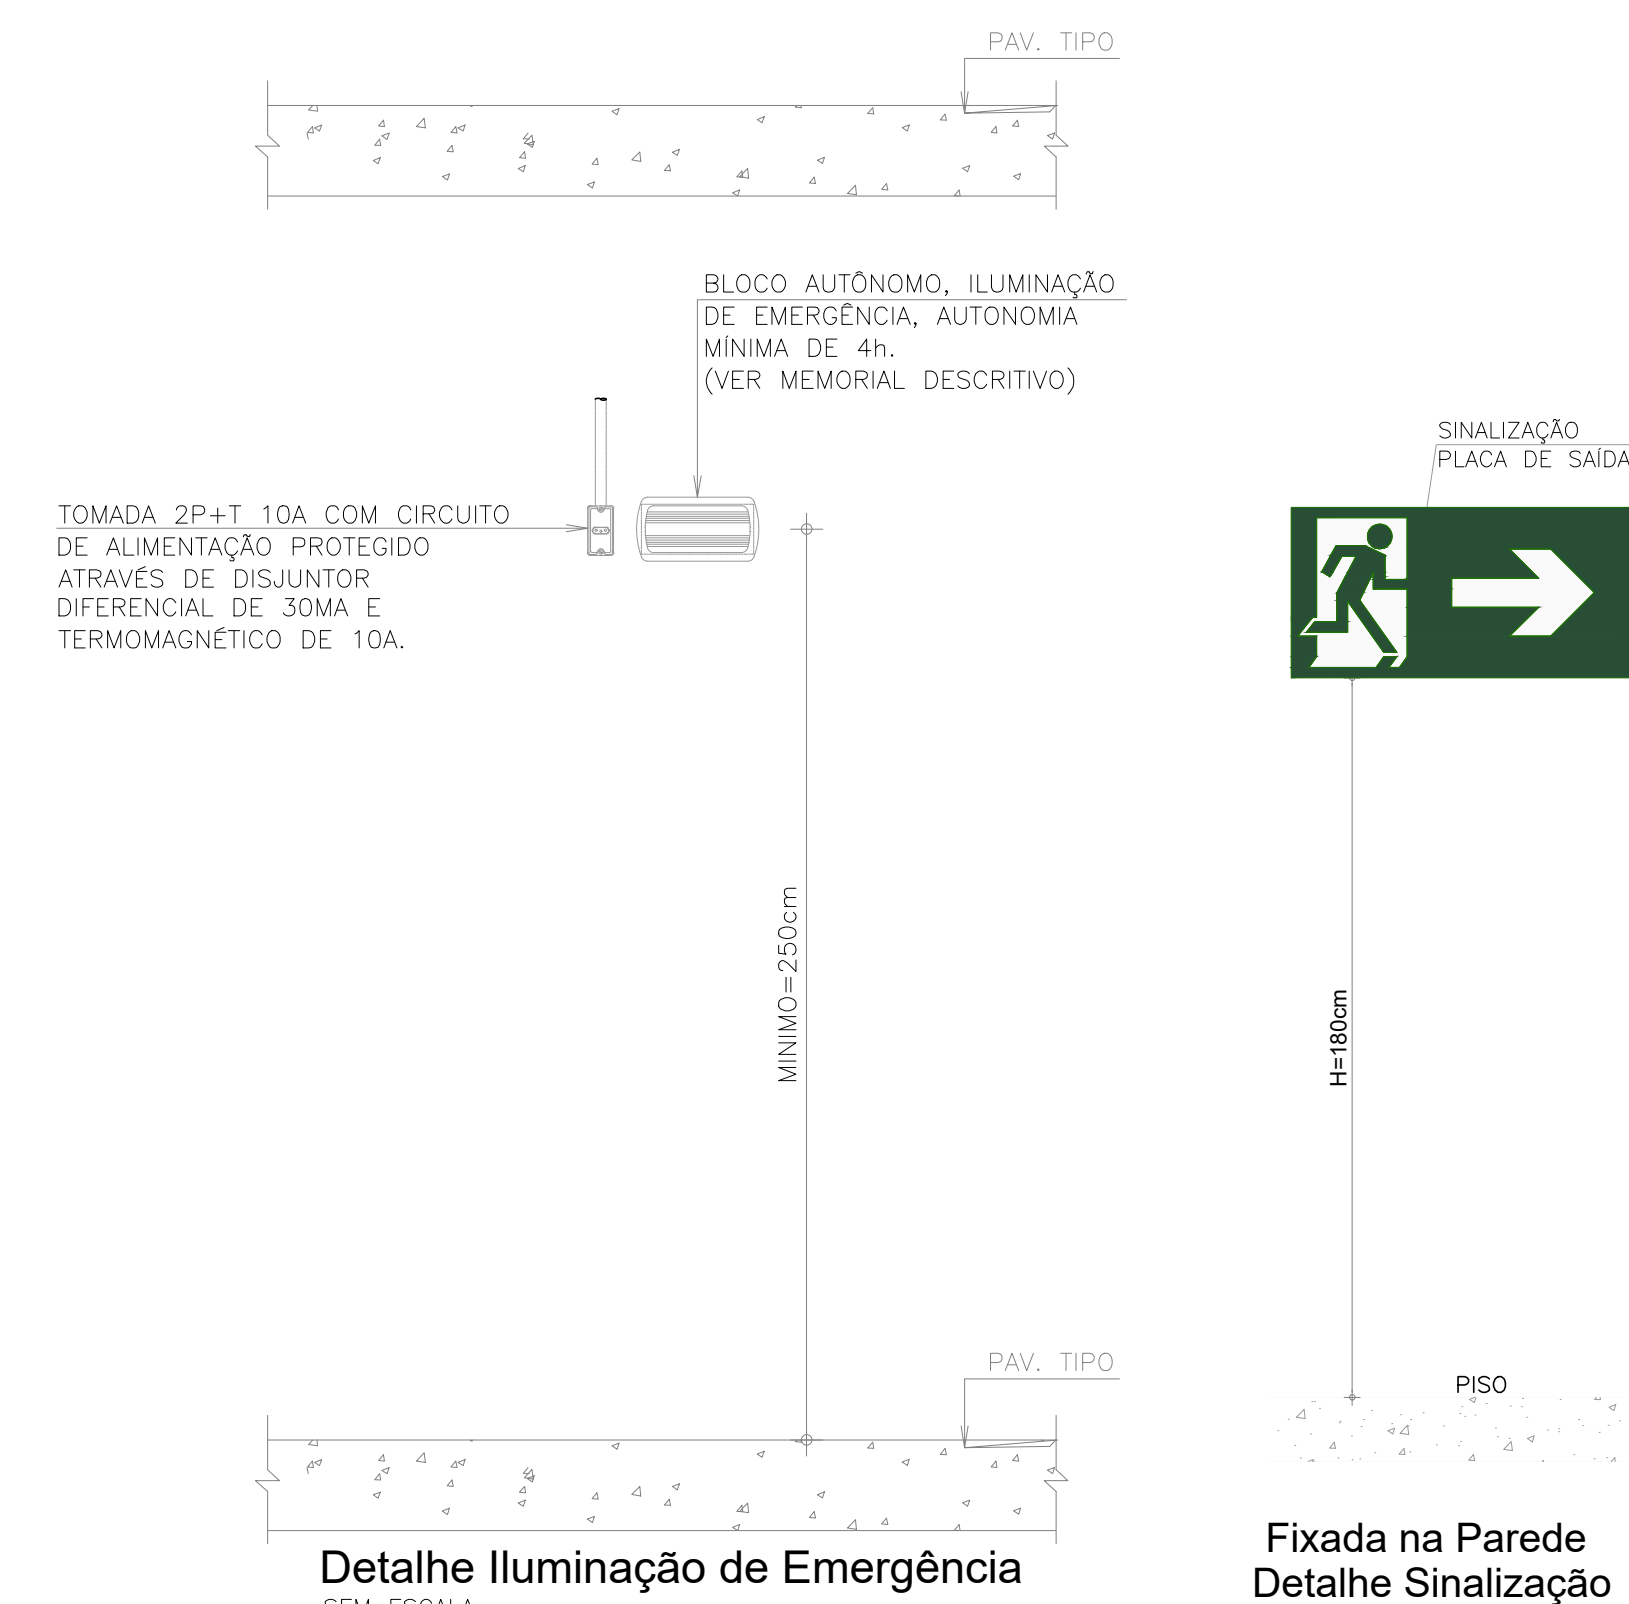 PAV. TIPO
BLOCO AUTÔNOMO, ILUMINAÇÃO
DE EMERGÊNCIA, AUTONOMIA
MÍNIMA DE 4h.
(VER MEMORIAL DESCRITIVO)
SINALIZAÇÃO
PLACA DE SAÍDA
TOMADA 2P+T 10A COM CIRCUITO
DE ALIMENTAÇÃO PROTEGIDO
ATRAVÉS DE DISJUNTOR
DIFERENCIAL DE 30MA E
TERMOMAGNÉTICO DE 10A.
MINIMO=250cm
H=180cm
PAV. TIPO
PISO
Detalhe Iluminação de Emergência
SEM ESCALA
Fixada na Parede
Detalhe Sinalização